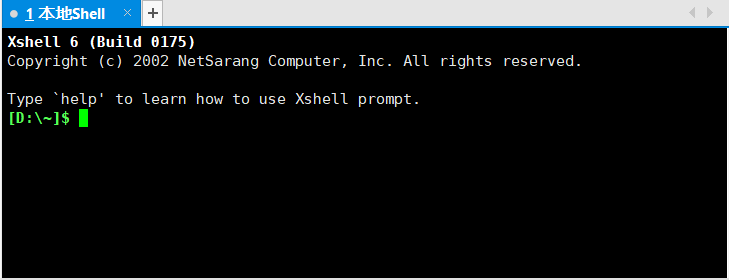 1 本地Shell × +
Xshell 6 (Build 0175)
Copyright (c) 2002 NetSarang Computer, Inc. All rights reserved.
Type `help' to learn how to use Xshell prompt.
[D:\~]$